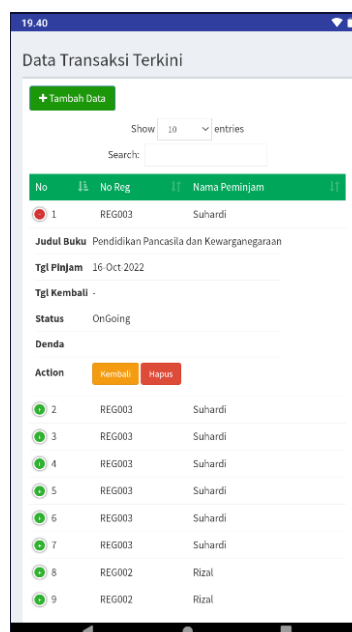 19.40
Data Transaksi Terkini
+ Tambah Data
Show 10 entries
Search:
No No Reg Nama Peminjam
1 REG003 Suhardi
Judul Buku Pendidikan Pancasila dan Kewarganegaraan
Tgl Pinjam 16-Oct-2022
Tgl Kembali -
Status OnGoing
Denda
Action Kembali Hapus
2 REG003 Suhardi
3 REG003 Suhardi
4 REG003 Suhardi
5 REG003 Suhardi
6 REG003 Suhardi
7 REG003 Suhardi
8 REG002 Rizal
9 REG002 Rizal